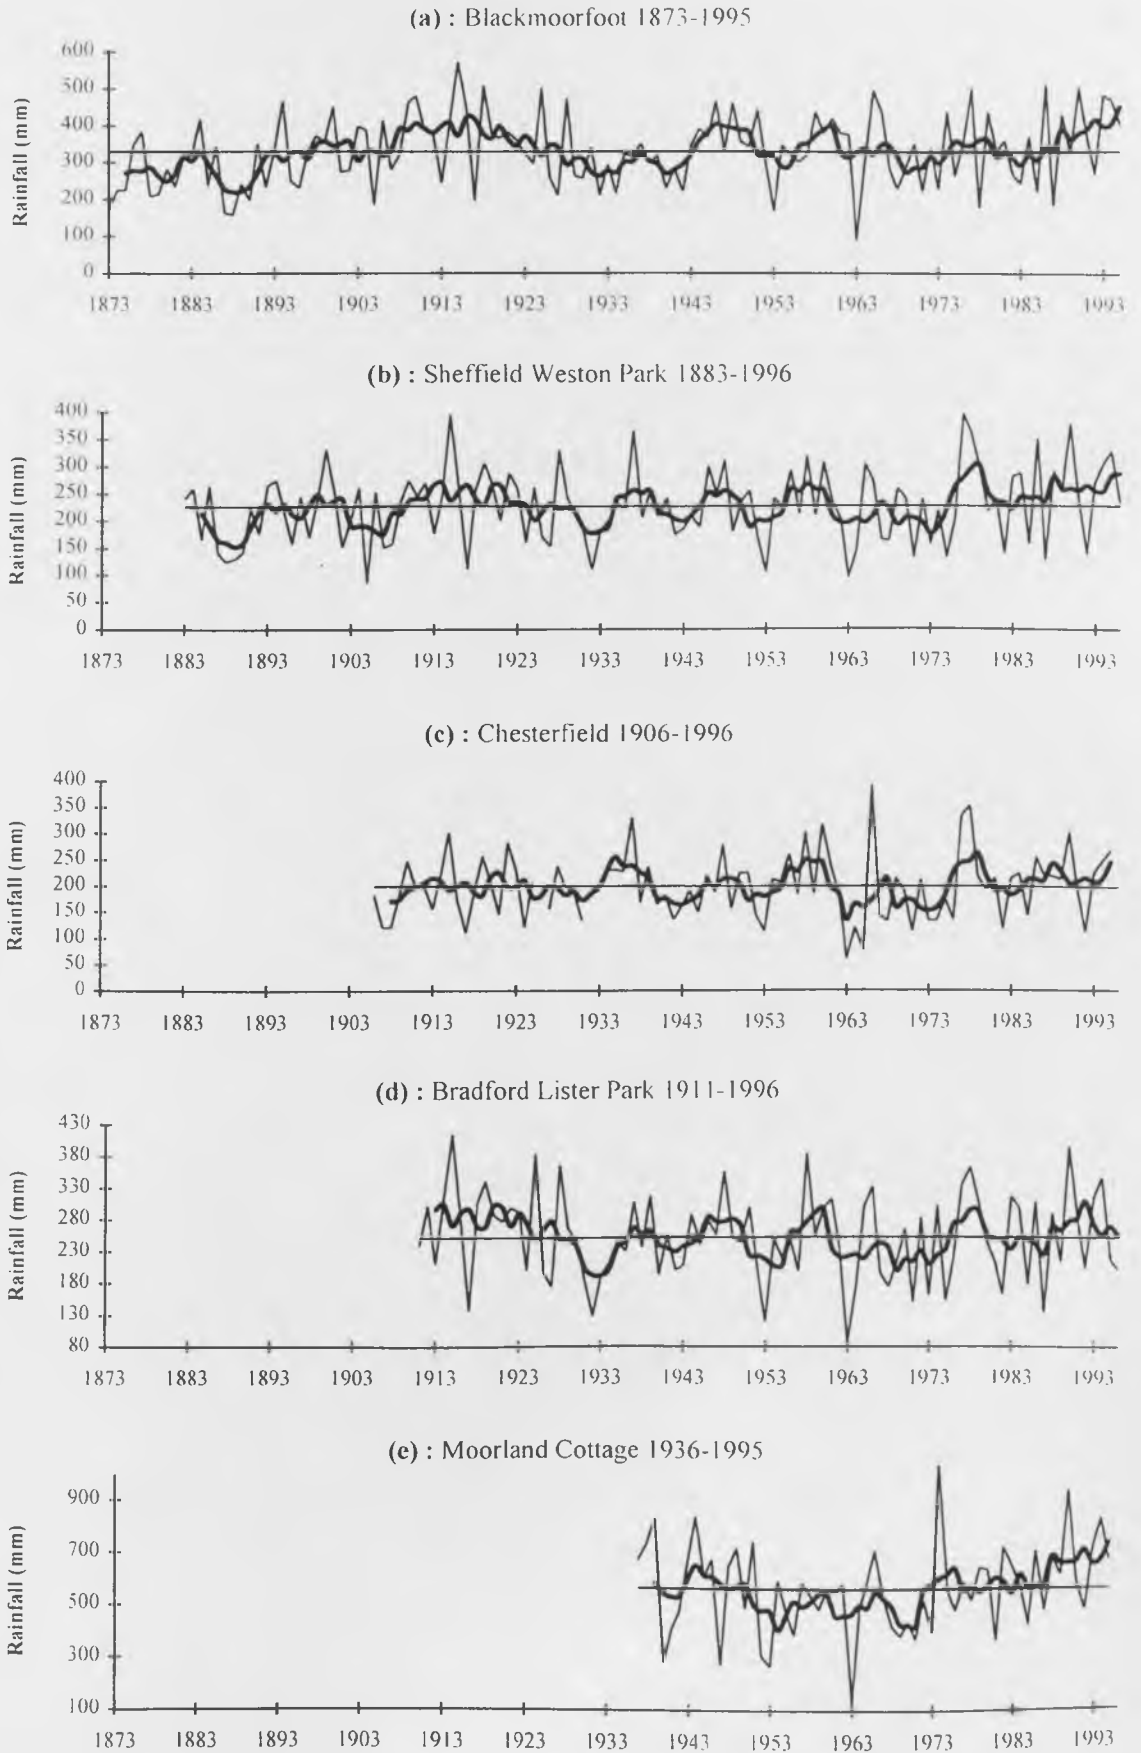 (a) : Blackmoorfoot 1873-1995
600
500
400
300
200
100
0
Rainfall (mm)
1873 1883 1893 1903 1913 1923 1933 1943 1953 1963 1973 1983 1993
(b) : Sheffield Weston Park 1883-1996
400
350
300
250
200
150
100
50
0
Rainfall (mm)
1873 1883 1893 1903 1913 1923 1933 1943 1953 1963 1973 1983 1993
(c) : Chesterfield 1906-1996
400
350
300
250
200
150
100
50
0
Rainfall (mm)
1873 1883 1893 1903 1913 1923 1933 1943 1953 1963 1973 1983 1993
(d) : Bradford Lister Park 1911-1996
430
380
330
280
230
180
130
80
Rainfall (mm)
1873 1883 1893 1903 1913 1923 1933 1943 1953 1963 1973 1983 1993
(e) : Moorland Cottage 1936-1995
900
700
500
300
100
Rainfall (mm)
1873 1883 1893 1903 1913 1923 1933 1943 1953 1963 1973 1983 1993